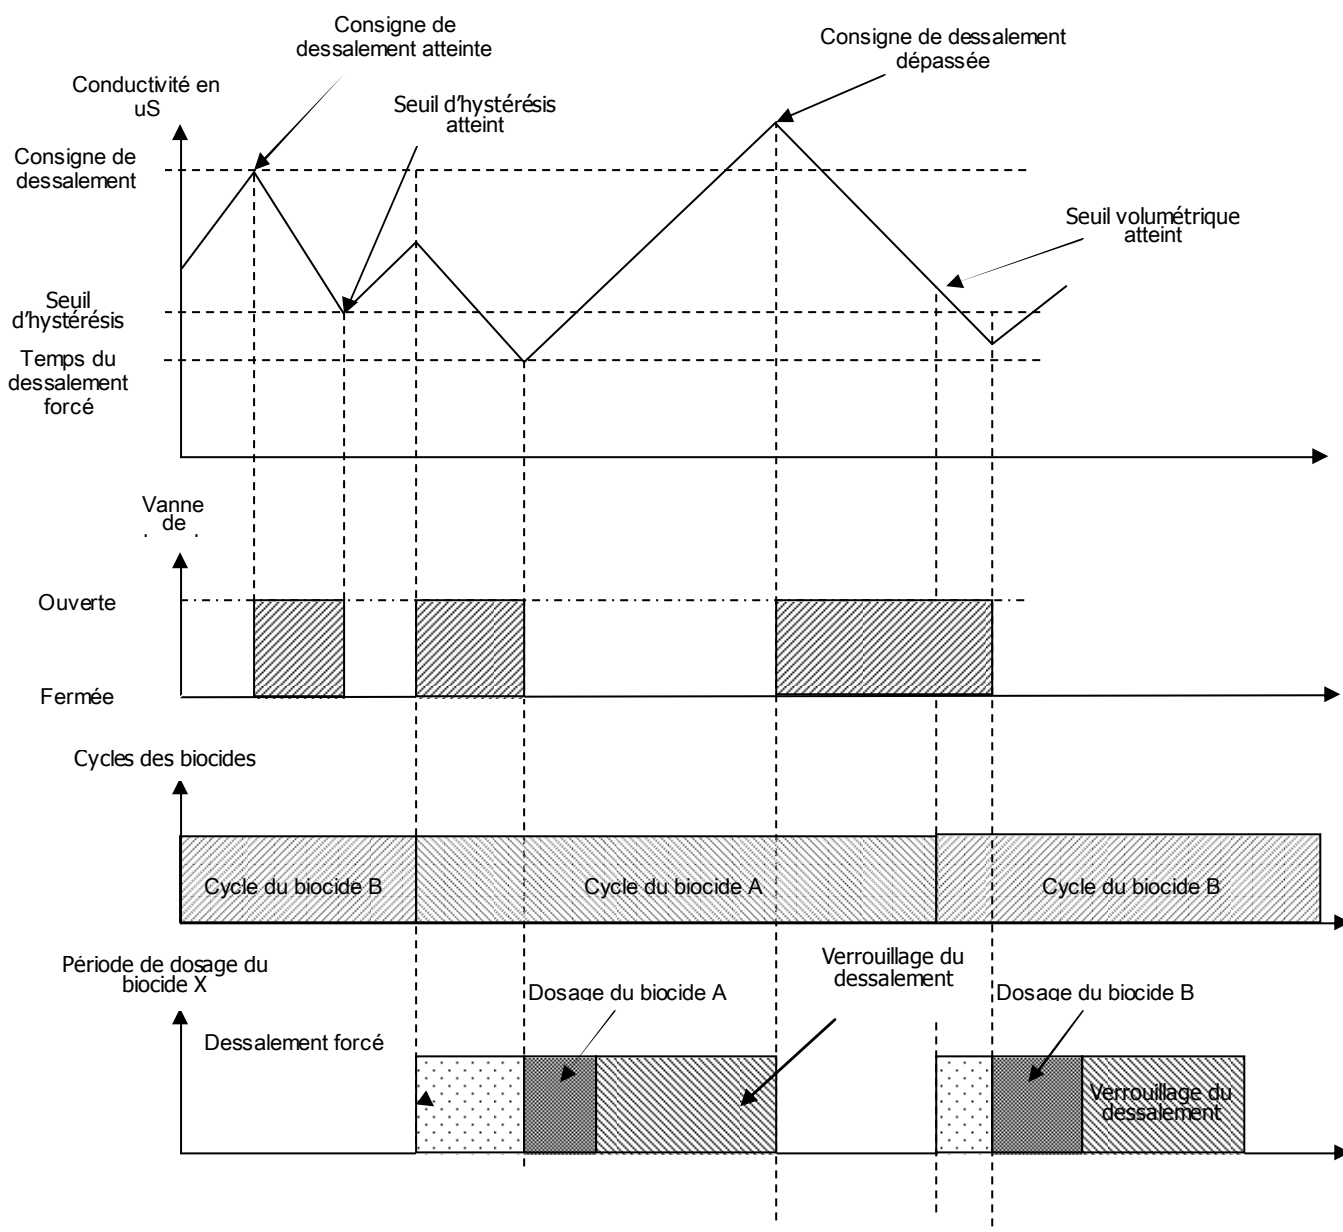 Consigne de
dessalement atteinte
Consigne de dessalement
dépassée
Conductivité en
uS
Seuil d'hystérésis
atteint
Consigne de
dessalement
Seuil volumétrique
atteint
Seuil
d'hystérésis
Temps du
dessalement
forcé
Vanne
de
Ouverte
Fermée
Cycles des biocides
Cycle du biocide B
Cycle du biocide A
Cycle du biocide B
Période de dosage du
biocide X
Verrouillage du
dessalement
Dosage du biocide A
Dosage du biocide B
Dessalement forcé
Verrouillage du
dessalement